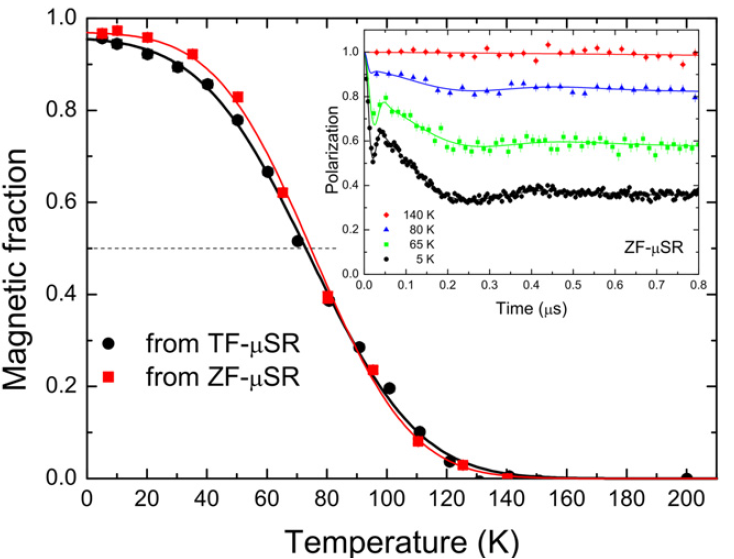 Magnetic fraction
1.0
0.8
0.6
0.4
0.2
0.0
0 20 40 60 80 100 120 140 160 180 200
Temperature (K)
from TF-μSR
from ZF-μSR
Polarization
1.0
0.8
0.6
0.4
0.2
0.0
0.0 0.1 0.2 0.3 0.4 0.5 0.6 0.7 0.8
Time (μs)
140 K
80 K
65 K
5 K
ZF-μSR